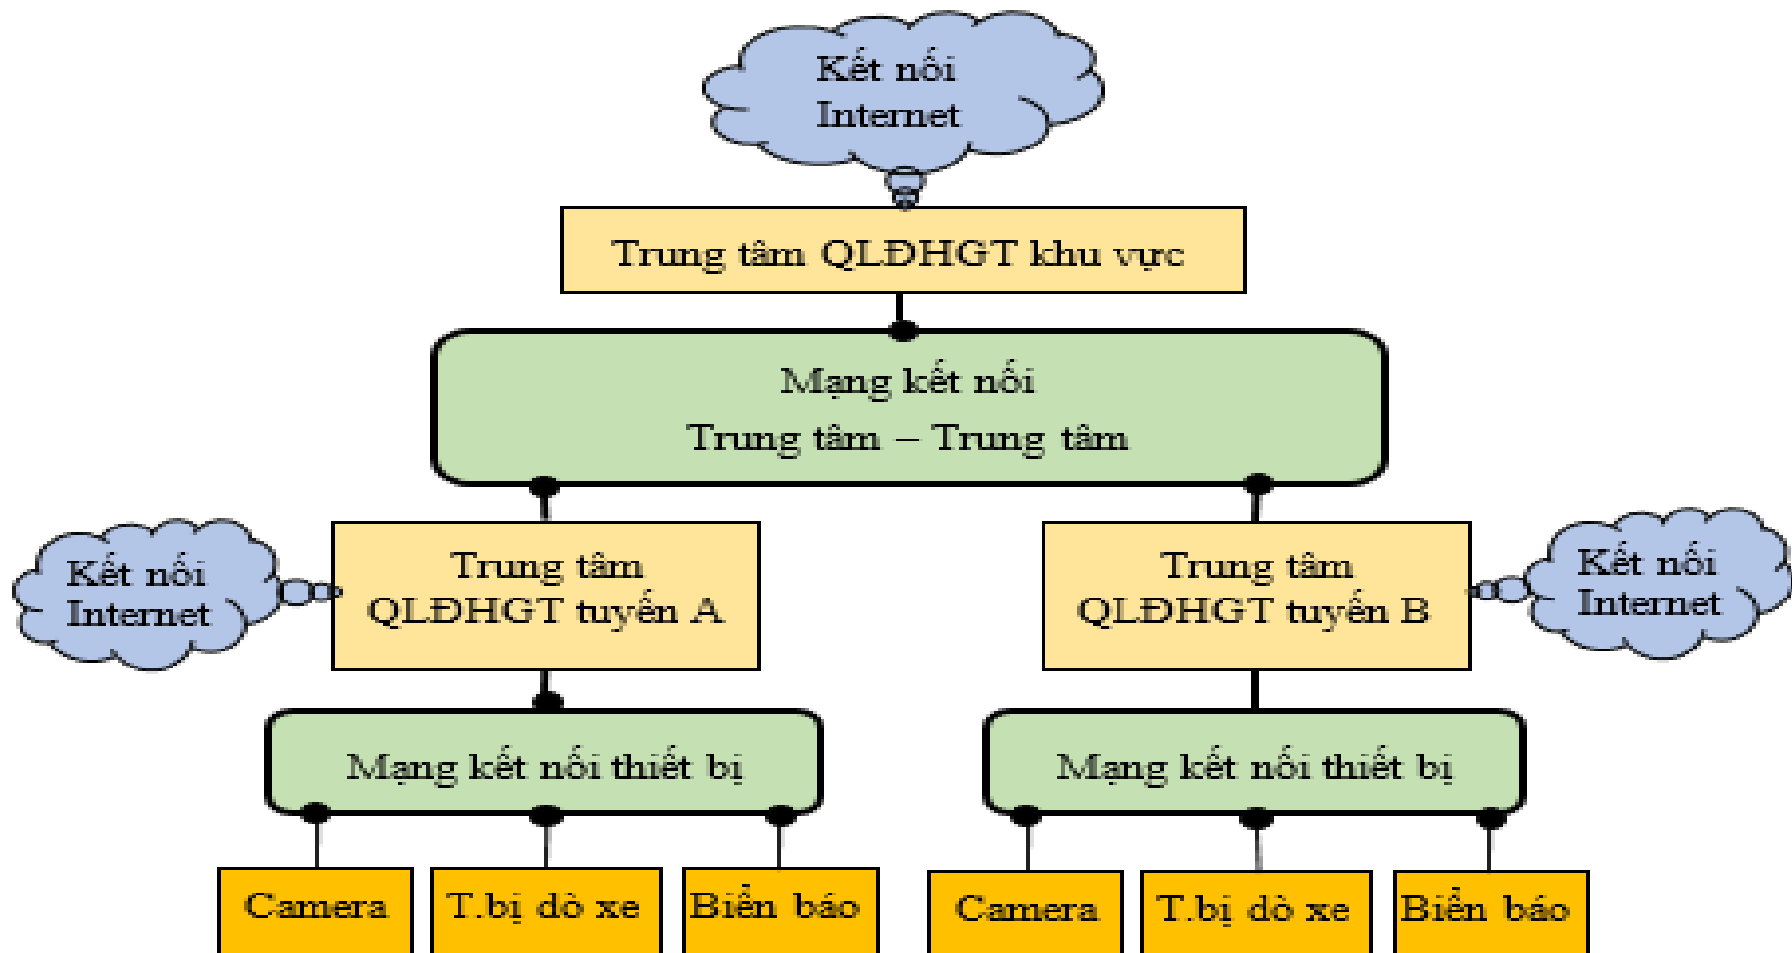 Kết nối
Internet
Trung tâm QLĐHGT khu vực
Mạng kết nối
Trung tâm – Trung tâm
Kết nối
Internet
Trung tâm
QLĐHGT tuyến A
Trung tâm
QLĐHGT tuyến B
Kết nối
Internet
Mạng kết nối thiết bị
Mạng kết nối thiết bị
Camera
T.bị dò xe
Biển báo
Camera
T.bị dò xe
Biển báo